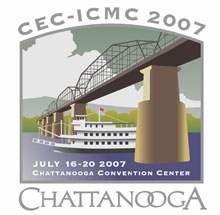 CEC-ICMC 2007
JULY 16-20 2007
CHATTANOOGA CONVENTION CENTER
CHATTANOOGA